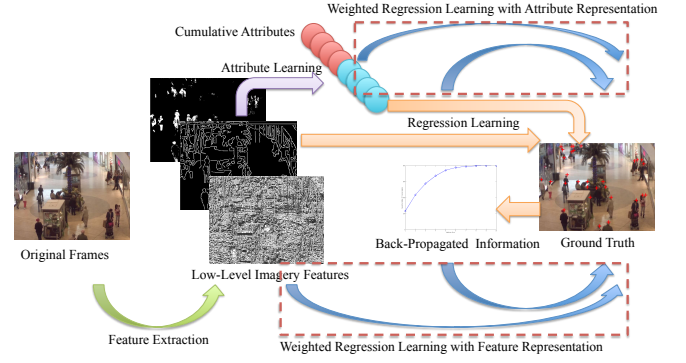 Weighted Regression Learning with Attribute Representation
Cumulative Attributes
Attribute Learning
Regression Learning
Original Frames
Back-Propagated Information
Ground Truth
Low-Level Imagery Features
Feature Extraction
Weighted Regression Learning with Feature Representation